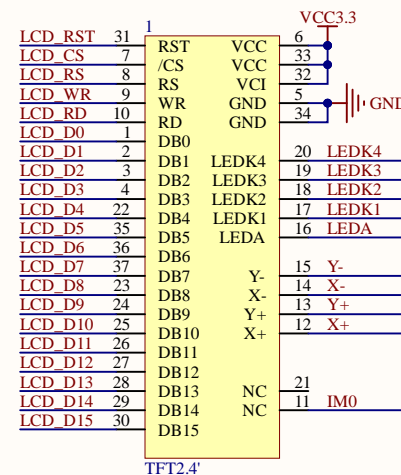 VCC3.3
1
LCD_RST 31 RST VCC 6
LCD_CS 7 /CS VCC 33
LCD_RS 8 RS VCI 32
LCD_WR 9 WR GND 5
LCD_RD 10 RD GND 34 GND
LCD_D0 1 DB0
LCD_D1 2 DB1 LEDK4 20 LEDK4
LCD_D2 3 DB2 LEDK3 19 LEDK3
LCD_D3 4 DB3 LEDK2 18 LEDK2
LCD_D4 22 DB4 LEDK1 17 LEDK1
LCD_D5 35 DB5 LEDA 16 LEDA
LCD_D6 36 DB6
LCD_D7 37 DB7 Y- 15 Y-
LCD_D8 23 DB8 X- 14 X-
LCD_D9 24 DB9 Y+ 13 Y+
LCD_D10 25 DB10 X+ 12 X+
LCD_D11 26 DB11
LCD_D12 27 DB12
LCD_D13 28 DB13 NC 21
LCD_D14 29 DB14 NC 11 IM0
LCD_D15 30 DB15
TFT2.4'